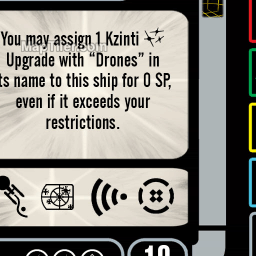 You may assign 1 Kzinti
Upgrade with “Drones” in
ts name to this ship for 0 SP,
even if it exceeds your
restrictions.
10